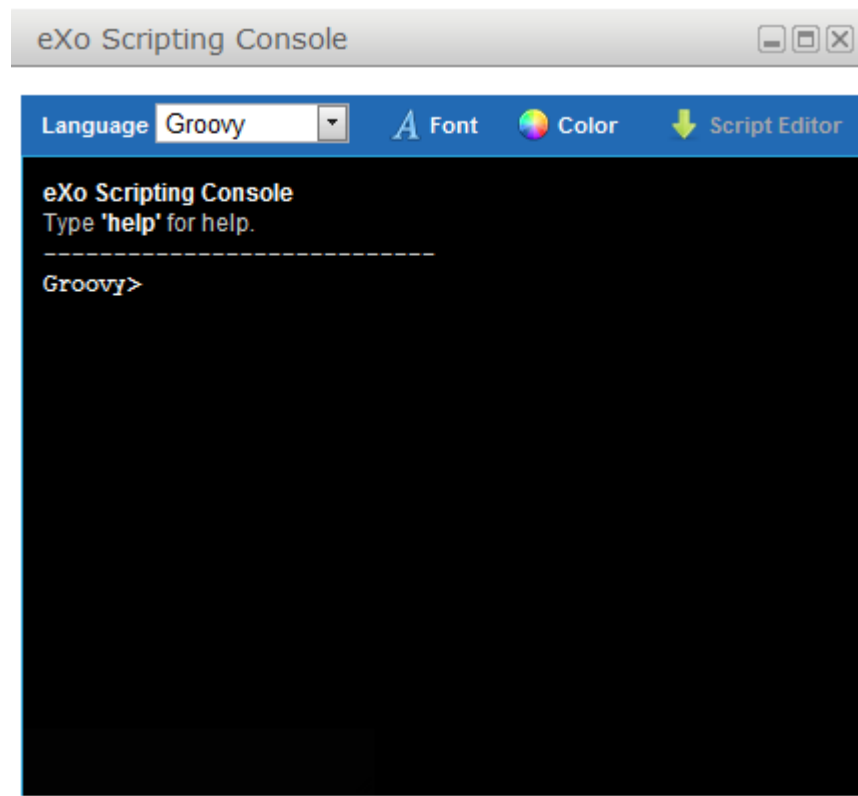 eXo Scripting Console
Language Groovy Font Color Script Editor
eXo Scripting Console
Type 'help' for help.
------------------------------
Groovy>